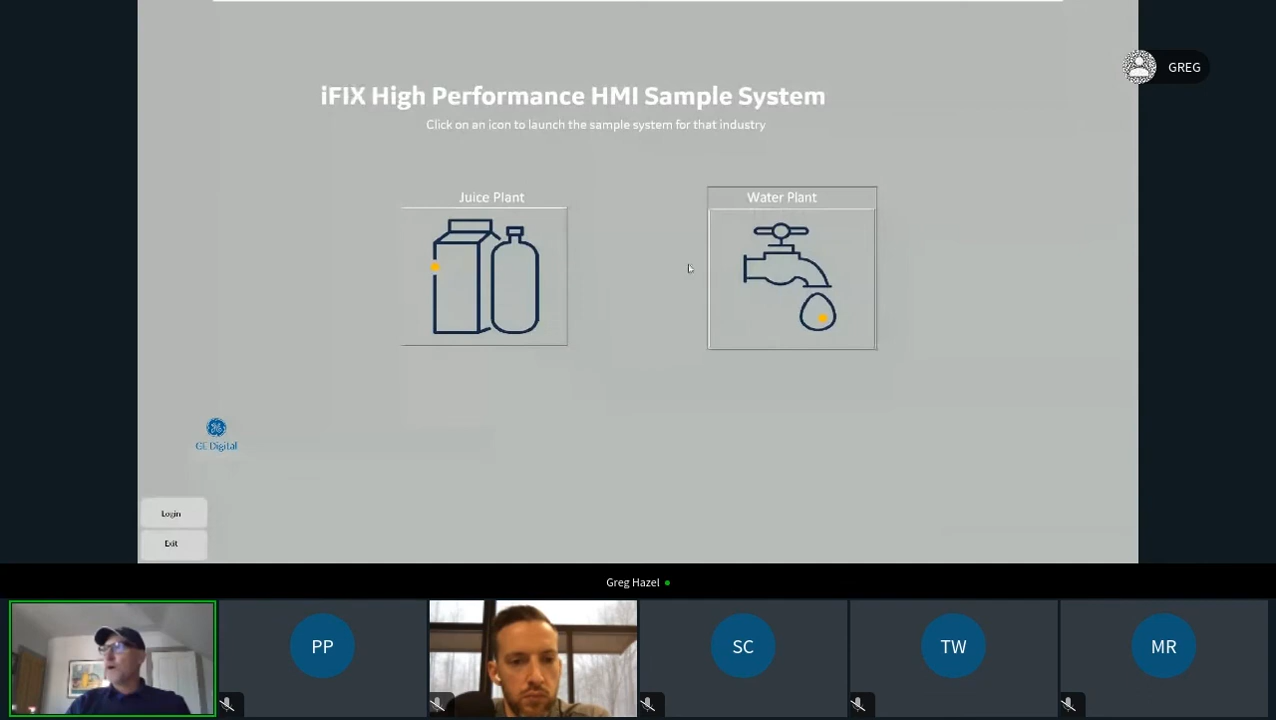 iFIX High Performance HMI Sample System
Click on an icon to launch the sample system for that industry
GREG
Juice Plant
Water Plant
GE Digital
Login
Exit
Greg Hazel
PP
SC
TW
MR